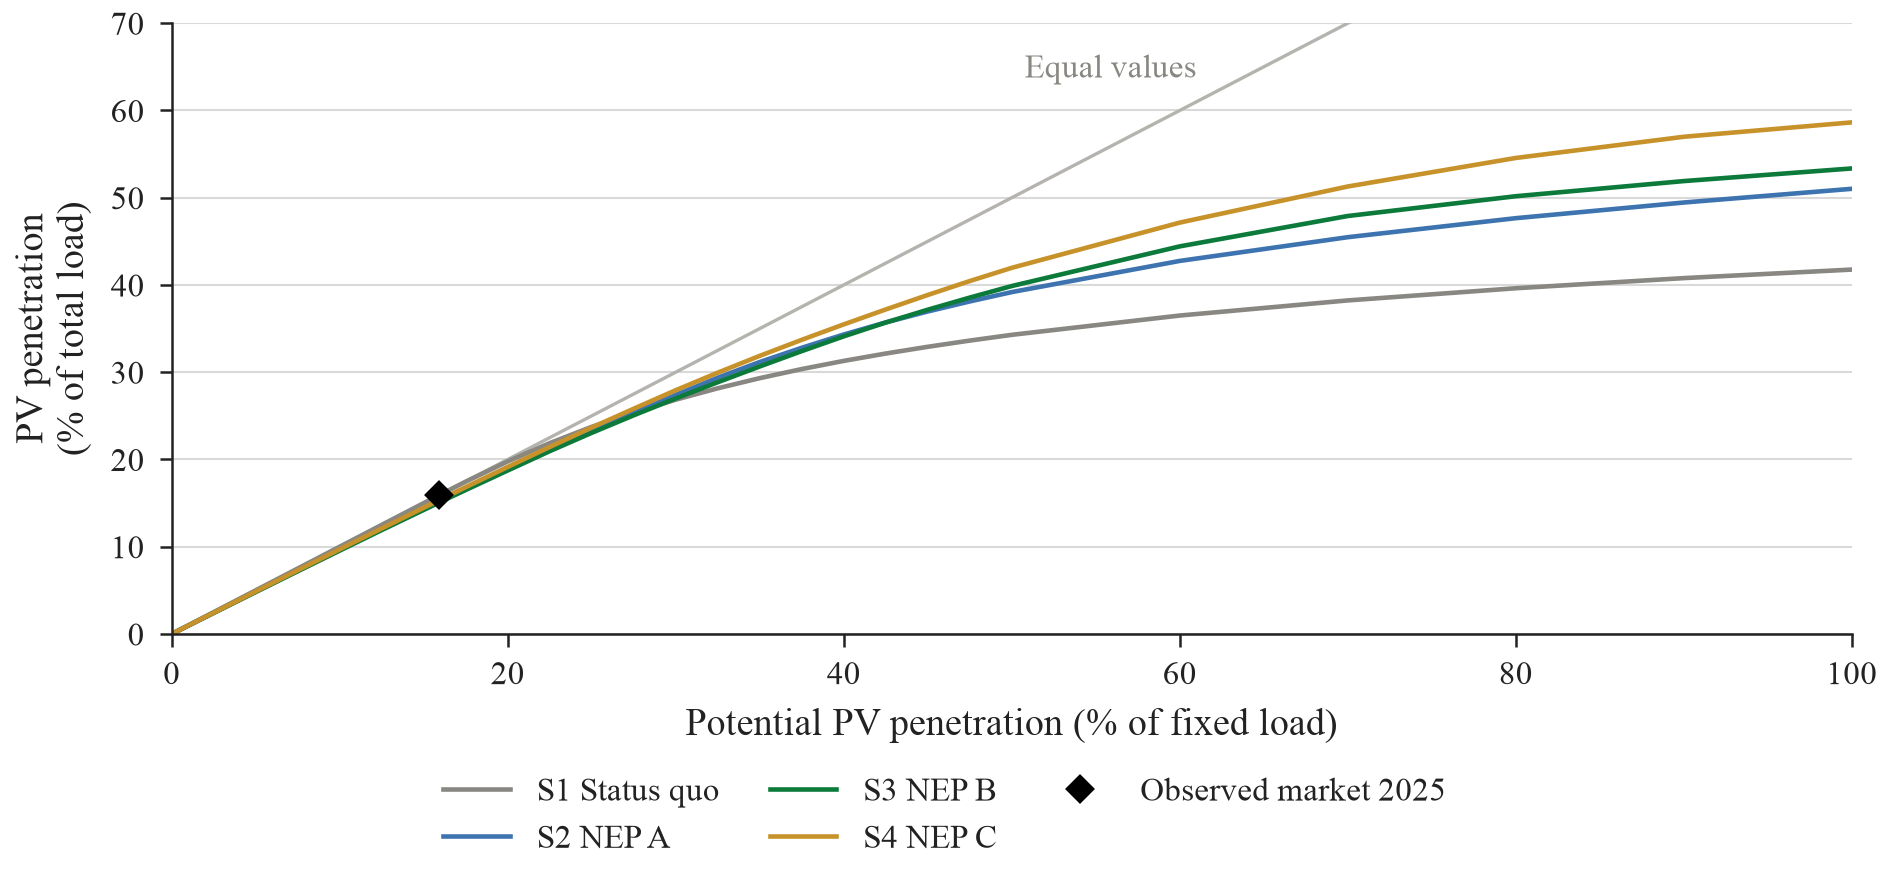 70
60
50
40
30
20
10
0
PV penetration
(% of total load)
Equal values
0 20 40 60 80 100
Potential PV penetration (% of fixed load)
S1 Status quo S3 NEP B Observed market 2025
S2 NEP A S4 NEP C